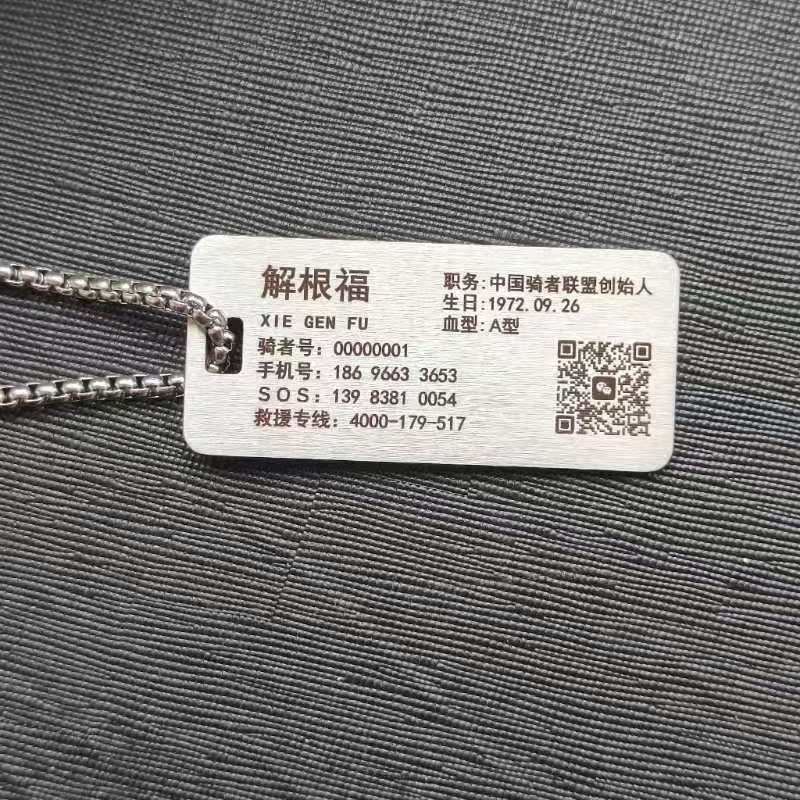 解根福
XIE GEN FU
骑者号：00000001
手机号：186 9663 3653
SOS：139 8381 0054
救援专线：4000-179-517
职务:中国骑者联盟创始人
生日:1972.09.26
血型:A型